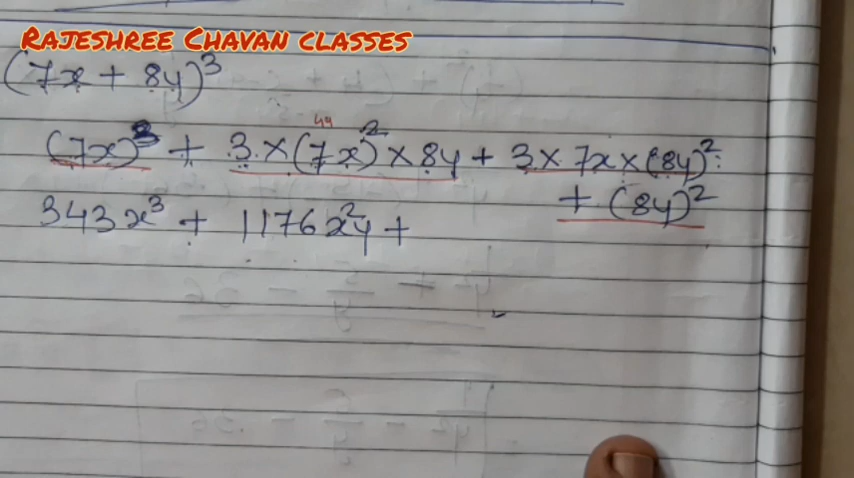 RAJESHREE CHAVAN CLASSES
(7x + 8y)³
49
(7x)³ + 3×(7x)²×8y + 3×7x×(8y)²
+ (8y)²
343x³ + 1176x²y +